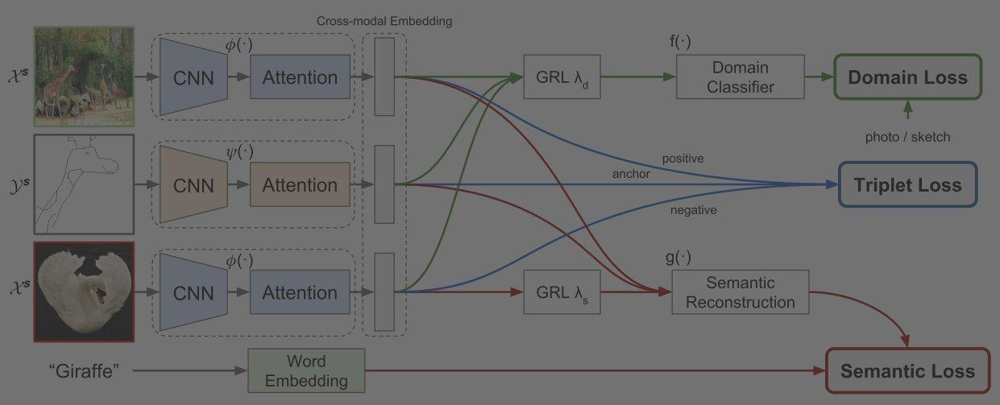 Cross-modal Embedding
𝒳ˢ
ϕ(·)
CNN
Attention
GRL λd
f(·)
Domain
Classifier
Domain Loss
photo / sketch
𝒴ˢ
ψ(·)
CNN
Attention
positive
anchor
negative
Triplet Loss
𝒳ˢ
ϕ(·)
CNN
Attention
GRL λs
g(·)
Semantic
Reconstruction
“Giraffe”
Word
Embedding
Semantic Loss